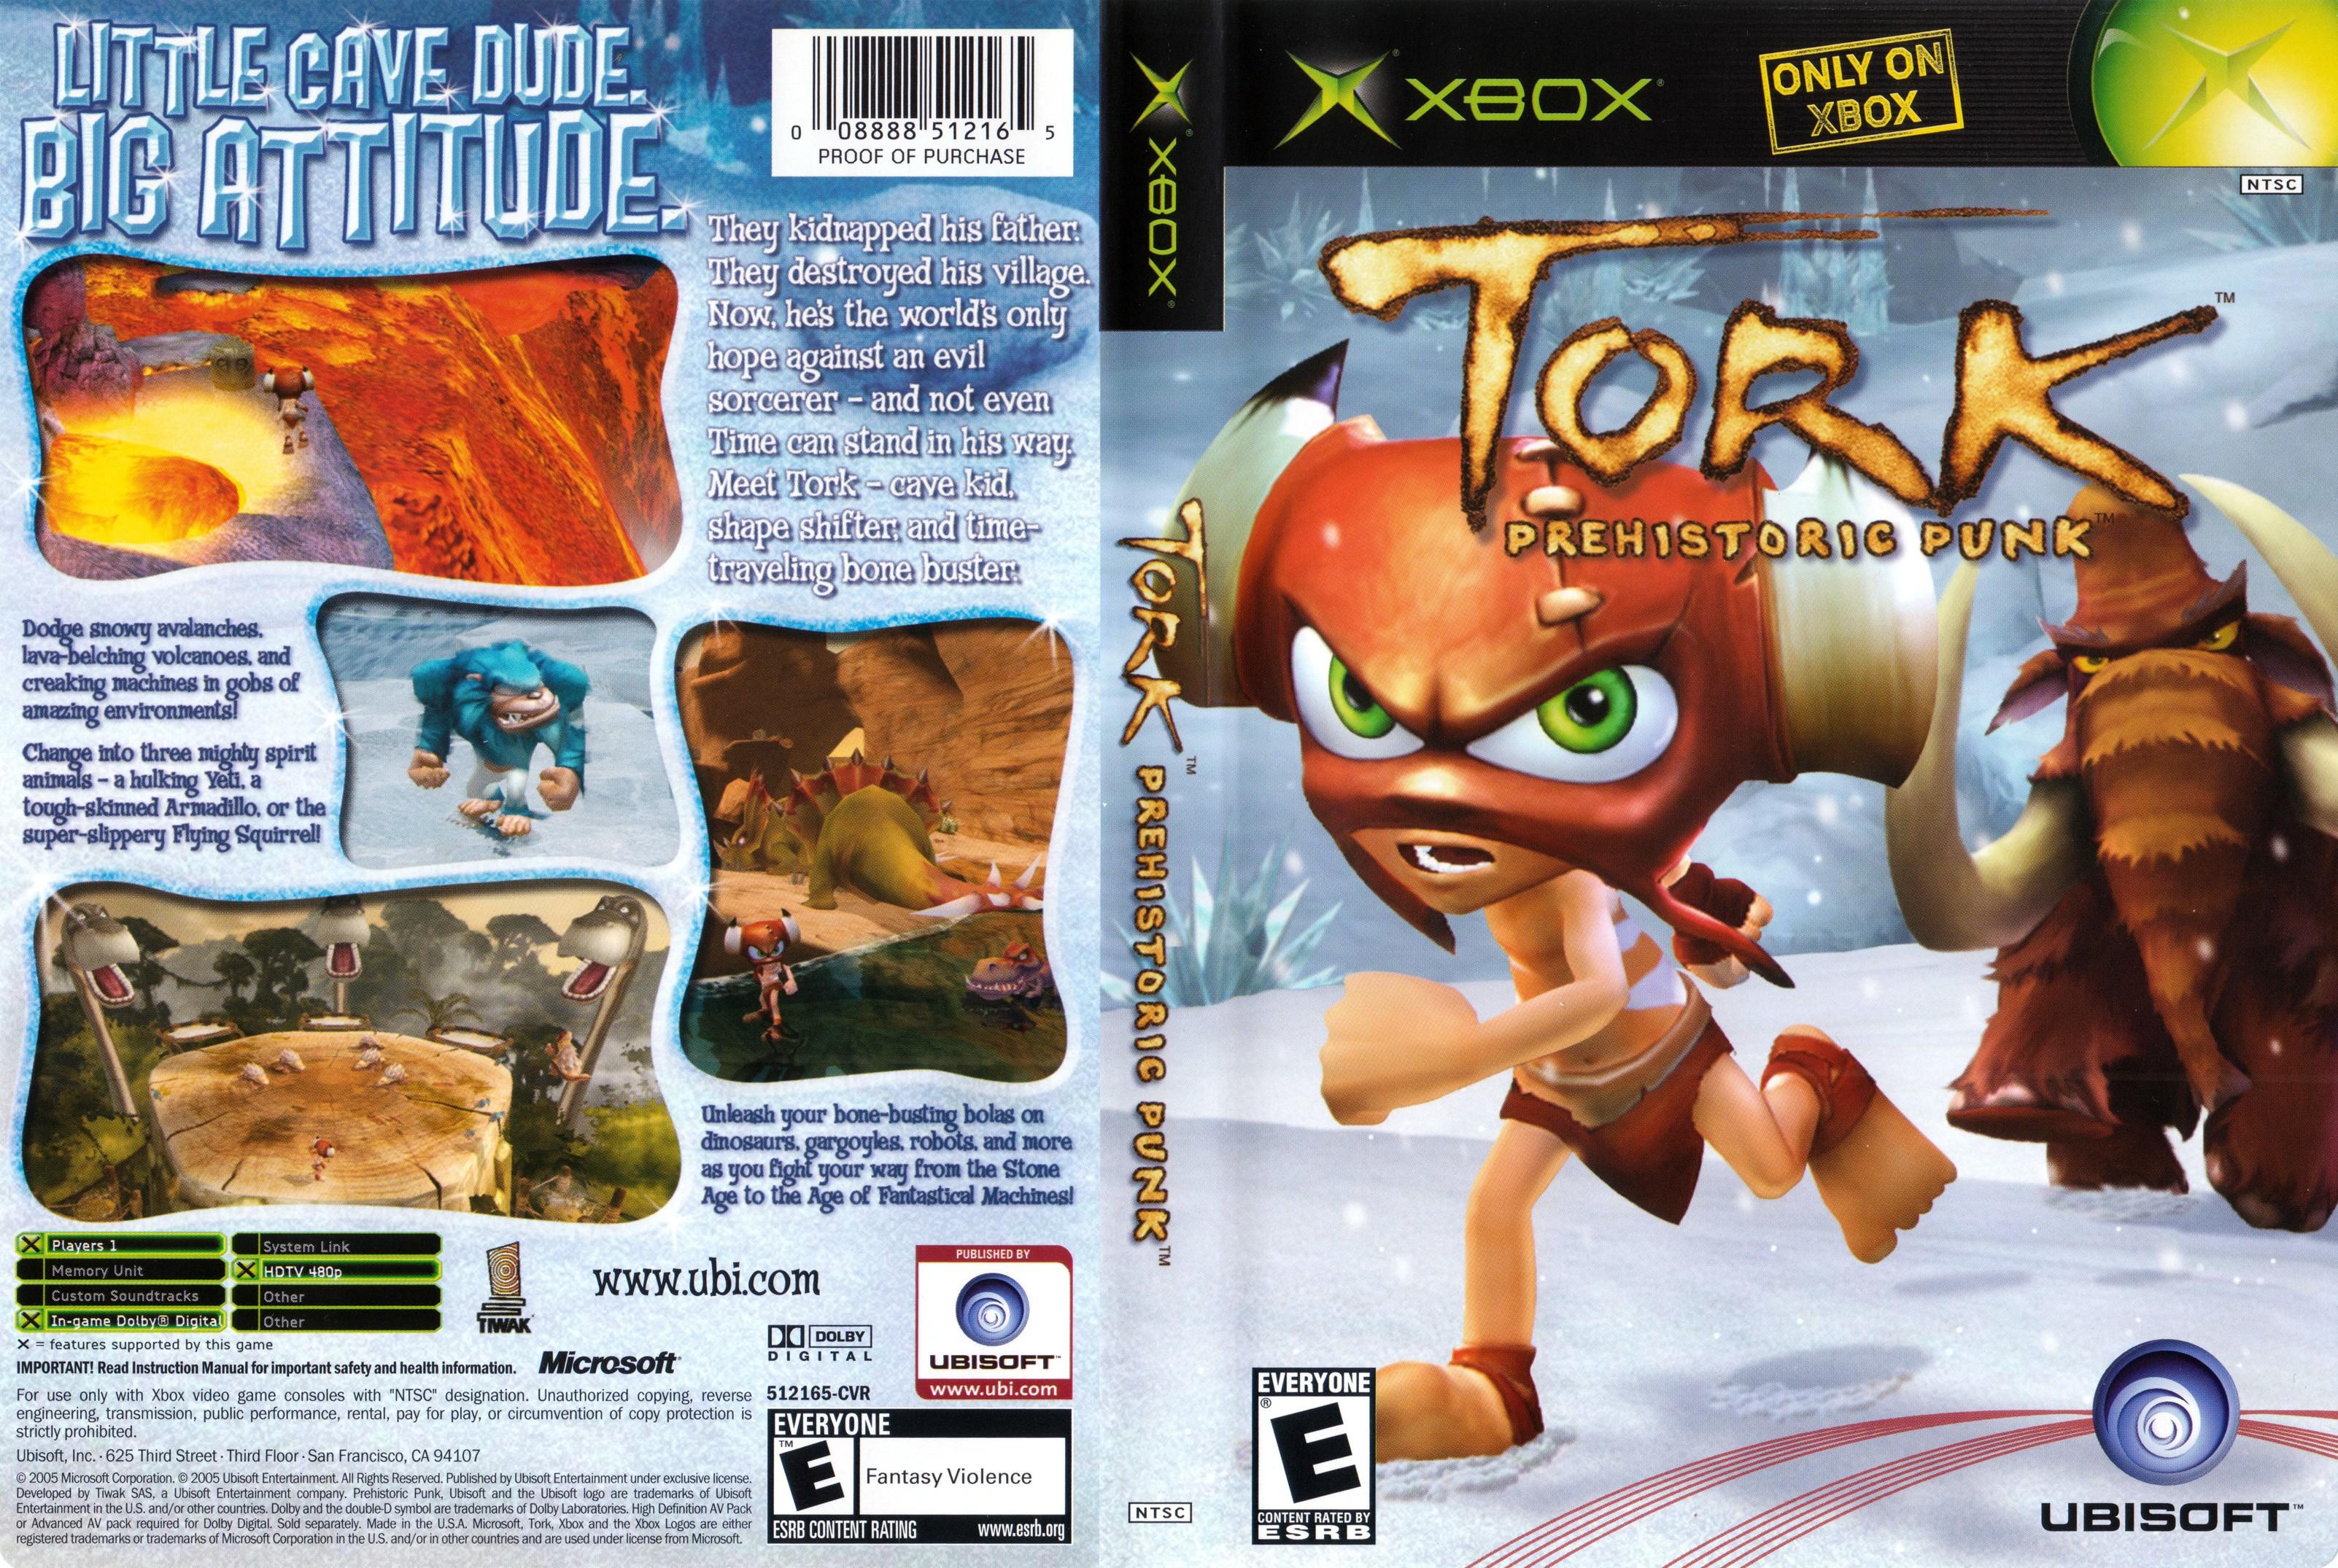 LITTLE CAVE DUDE.
BIG ATTITUDE.
0 08888 51216 5
PROOF OF PURCHASE
They kidnapped his father.
They destroyed his village.
Now, he's the world's only
hope against an evil
sorcerer – and not even
Time can stand in his way.
Meet Tork – cave kid,
shape shifter, and time-
traveling bone buster.
Dodge snowy avalanches,
lava-belching volcanoes, and
creaking machines in gobs of
amazing environments!
Change into three mighty spirit
animals – a hulking Yeti, a
tough-skinned Armadillo, or the
super-slippery Flying Squirrel!
Unleash your bone-busting bolas on
dinosaurs, gargoyles, robots, and more
as you fight your way from the Stone
Age to the Age of Fantastical Machines!
Players 1
Memory Unit
Custom Soundtracks
In-game Dolby® Digital
System Link
HDTV 480p
Other
Other
X = features supported by this game
TIWAK
www.ubi.com
PUBLISHED BY
UBISOFT™
www.ubi.com
DOLBY
DIGITAL
IMPORTANT! Read Instruction Manual for important safety and health information.
Microsoft®
For use only with Xbox video game consoles with "NTSC" designation. Unauthorized copying, reverse
engineering, transmission, public performance, rental, pay for play, or circumvention of copy protection is
strictly prohibited.
Ubisoft, Inc. · 625 Third Street · Third Floor · San Francisco, CA 94107
© 2005 Microsoft Corporation. © 2005 Ubisoft Entertainment. All Rights Reserved. Published by Ubisoft Entertainment under exclusive license.
Developed by Tiwak SAS, a Ubisoft Entertainment company. Prehistoric Punk, Ubisoft and the Ubisoft logo are trademarks of Ubisoft
Entertainment in the U.S. and/or other countries. Dolby and the double-D symbol are trademarks of Dolby Laboratories. High Definition AV Pack
or Advanced AV pack required for Dolby Digital. Sold separately. Made in the U.S.A. Microsoft, Tork, Xbox and the Xbox Logos are either
registered trademarks or trademarks of Microsoft Corporation in the U.S. and/or in other countries and are used under license from Microsoft.
512165-CVR
EVERYONE
E™
Fantasy Violence
ESRB CONTENT RATING www.esrb.org
XBOX®
TORK™ PREHISTORIC PUNK™
NTSC
XBOX®
ONLY ON
XBOX
NTSC
TORK™
PREHISTORIC PUNK™
EVERYONE
E®
CONTENT RATED BY
ESRB
UBISOFT™